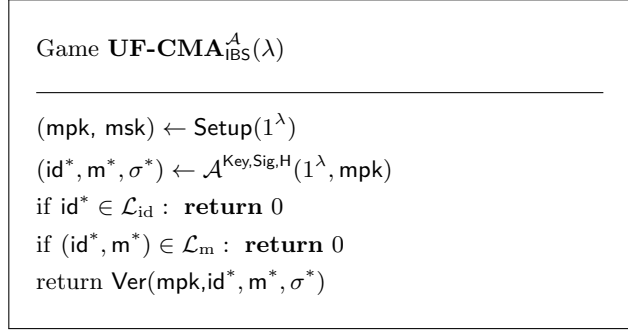 Game UF-CMA^𝒜_IBS(λ)
(mpk, msk) ← Setup(1^λ)
(id*, m*, σ*) ← 𝒜^Key,Sig,H(1^λ, mpk)
if id* ∈ ℒ_id : return 0
if (id*, m*) ∈ ℒ_m : return 0
return Ver(mpk,id*, m*, σ*)